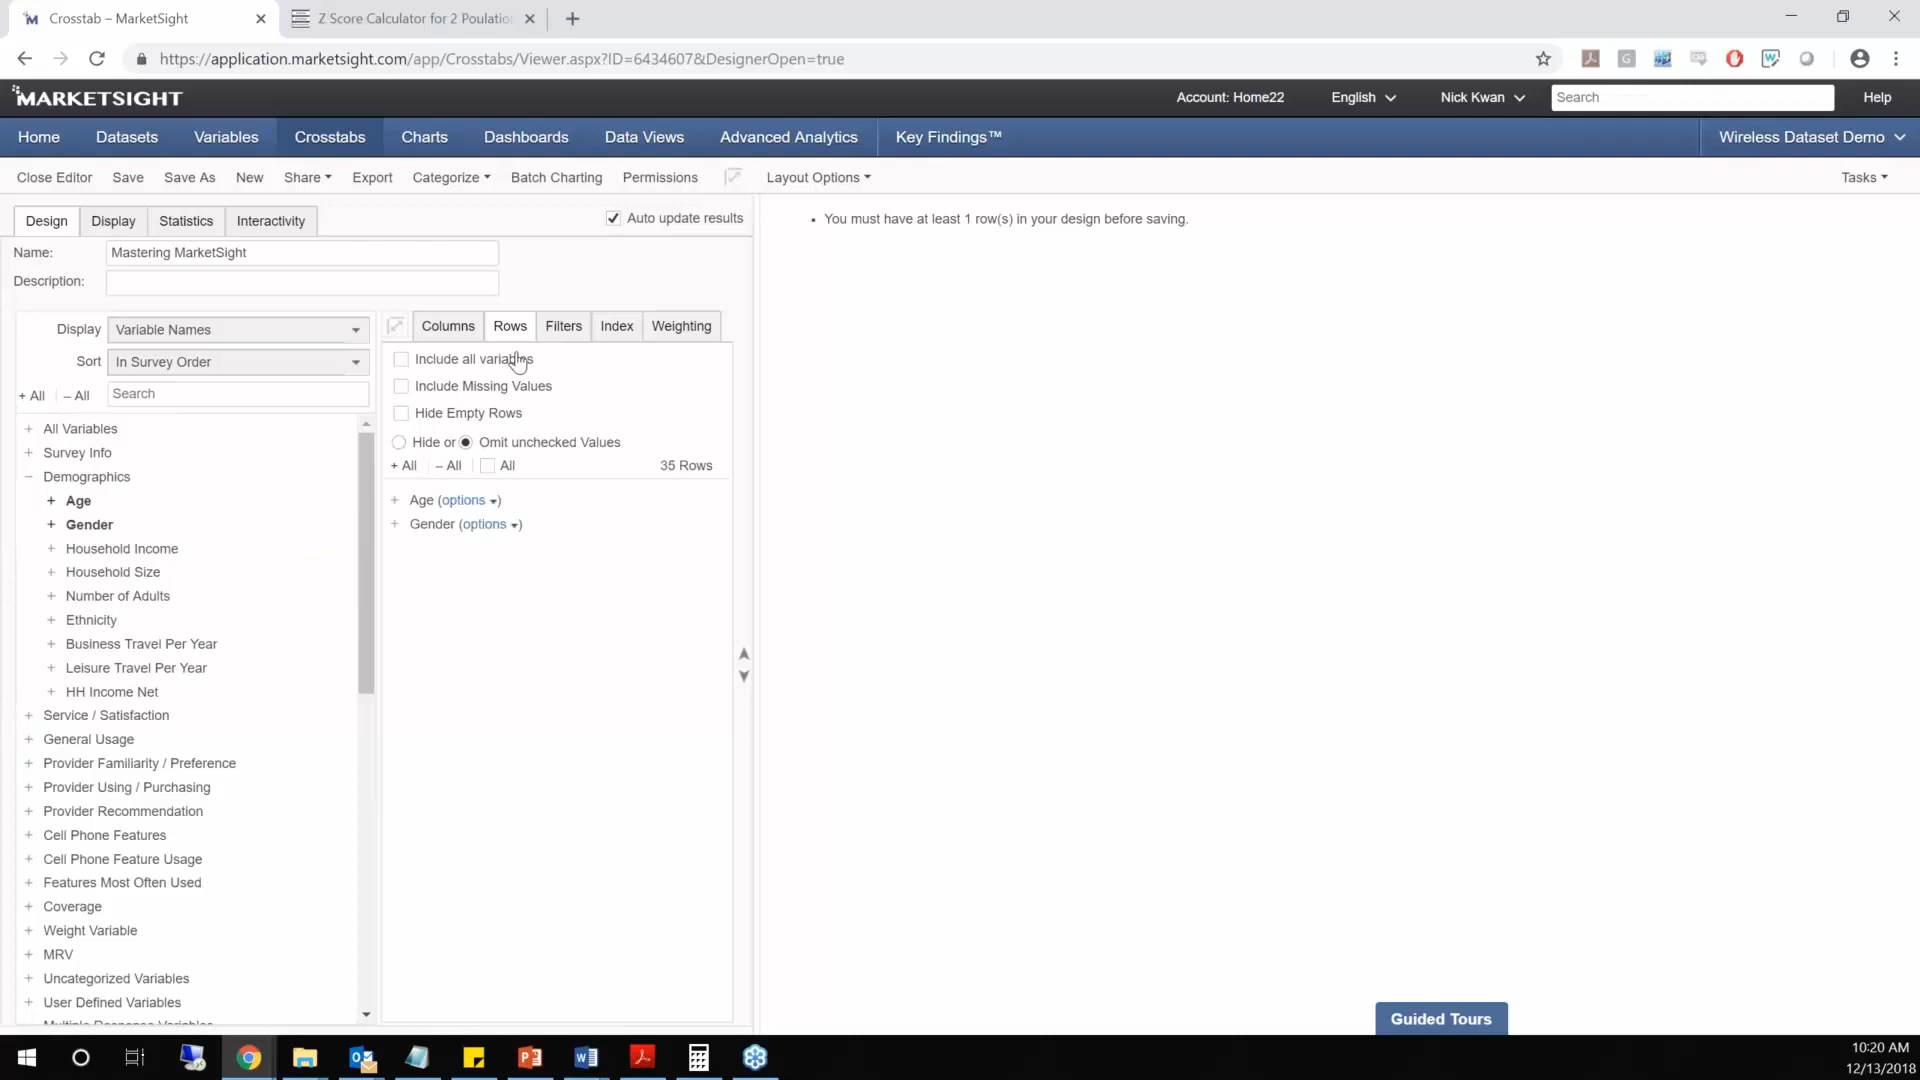 Crosstab – MarketSight
Z Score Calculator for 2 Poulatio
https://application.marketsight.com/app/Crosstabs/Viewer.aspx?ID=6434607&DesignerOpen=true
MARKETSIGHT
Account: Home22
English
Nick Kwan
Search
Help
Home
Datasets
Variables
Crosstabs
Charts
Dashboards
Data Views
Advanced Analytics
Key Findings™
Wireless Dataset Demo
Close Editor
Save
Save As
New
Share
Export
Categorize
Batch Charting
Permissions
Layout Options
Tasks
Design
Display
Statistics
Interactivity
Auto update results
Name:
Mastering MarketSight
Description:
Display
Variable Names
Sort
In Survey Order
+ All
– All
Search
+ All Variables
+ Survey Info
– Demographics
+ Age
+ Gender
+ Household Income
+ Household Size
+ Number of Adults
+ Ethnicity
+ Business Travel Per Year
+ Leisure Travel Per Year
+ HH Income Net
+ Service / Satisfaction
+ General Usage
+ Provider Familiarity / Preference
+ Provider Using / Purchasing
+ Provider Recommendation
+ Cell Phone Features
+ Cell Phone Feature Usage
+ Features Most Often Used
+ Coverage
+ Weight Variable
+ MRV
+ Uncategorized Variables
+ User Defined Variables
Multiple Response Variables
Columns
Rows
Filters
Index
Weighting
Include all variables
Include Missing Values
Hide Empty Rows
Hide or
Omit unchecked Values
+ All
– All
All
35 Rows
+ Age (options)
+ Gender (options)
• You must have at least 1 row(s) in your design before saving.
Guided Tours
10:20 AM
12/13/2018